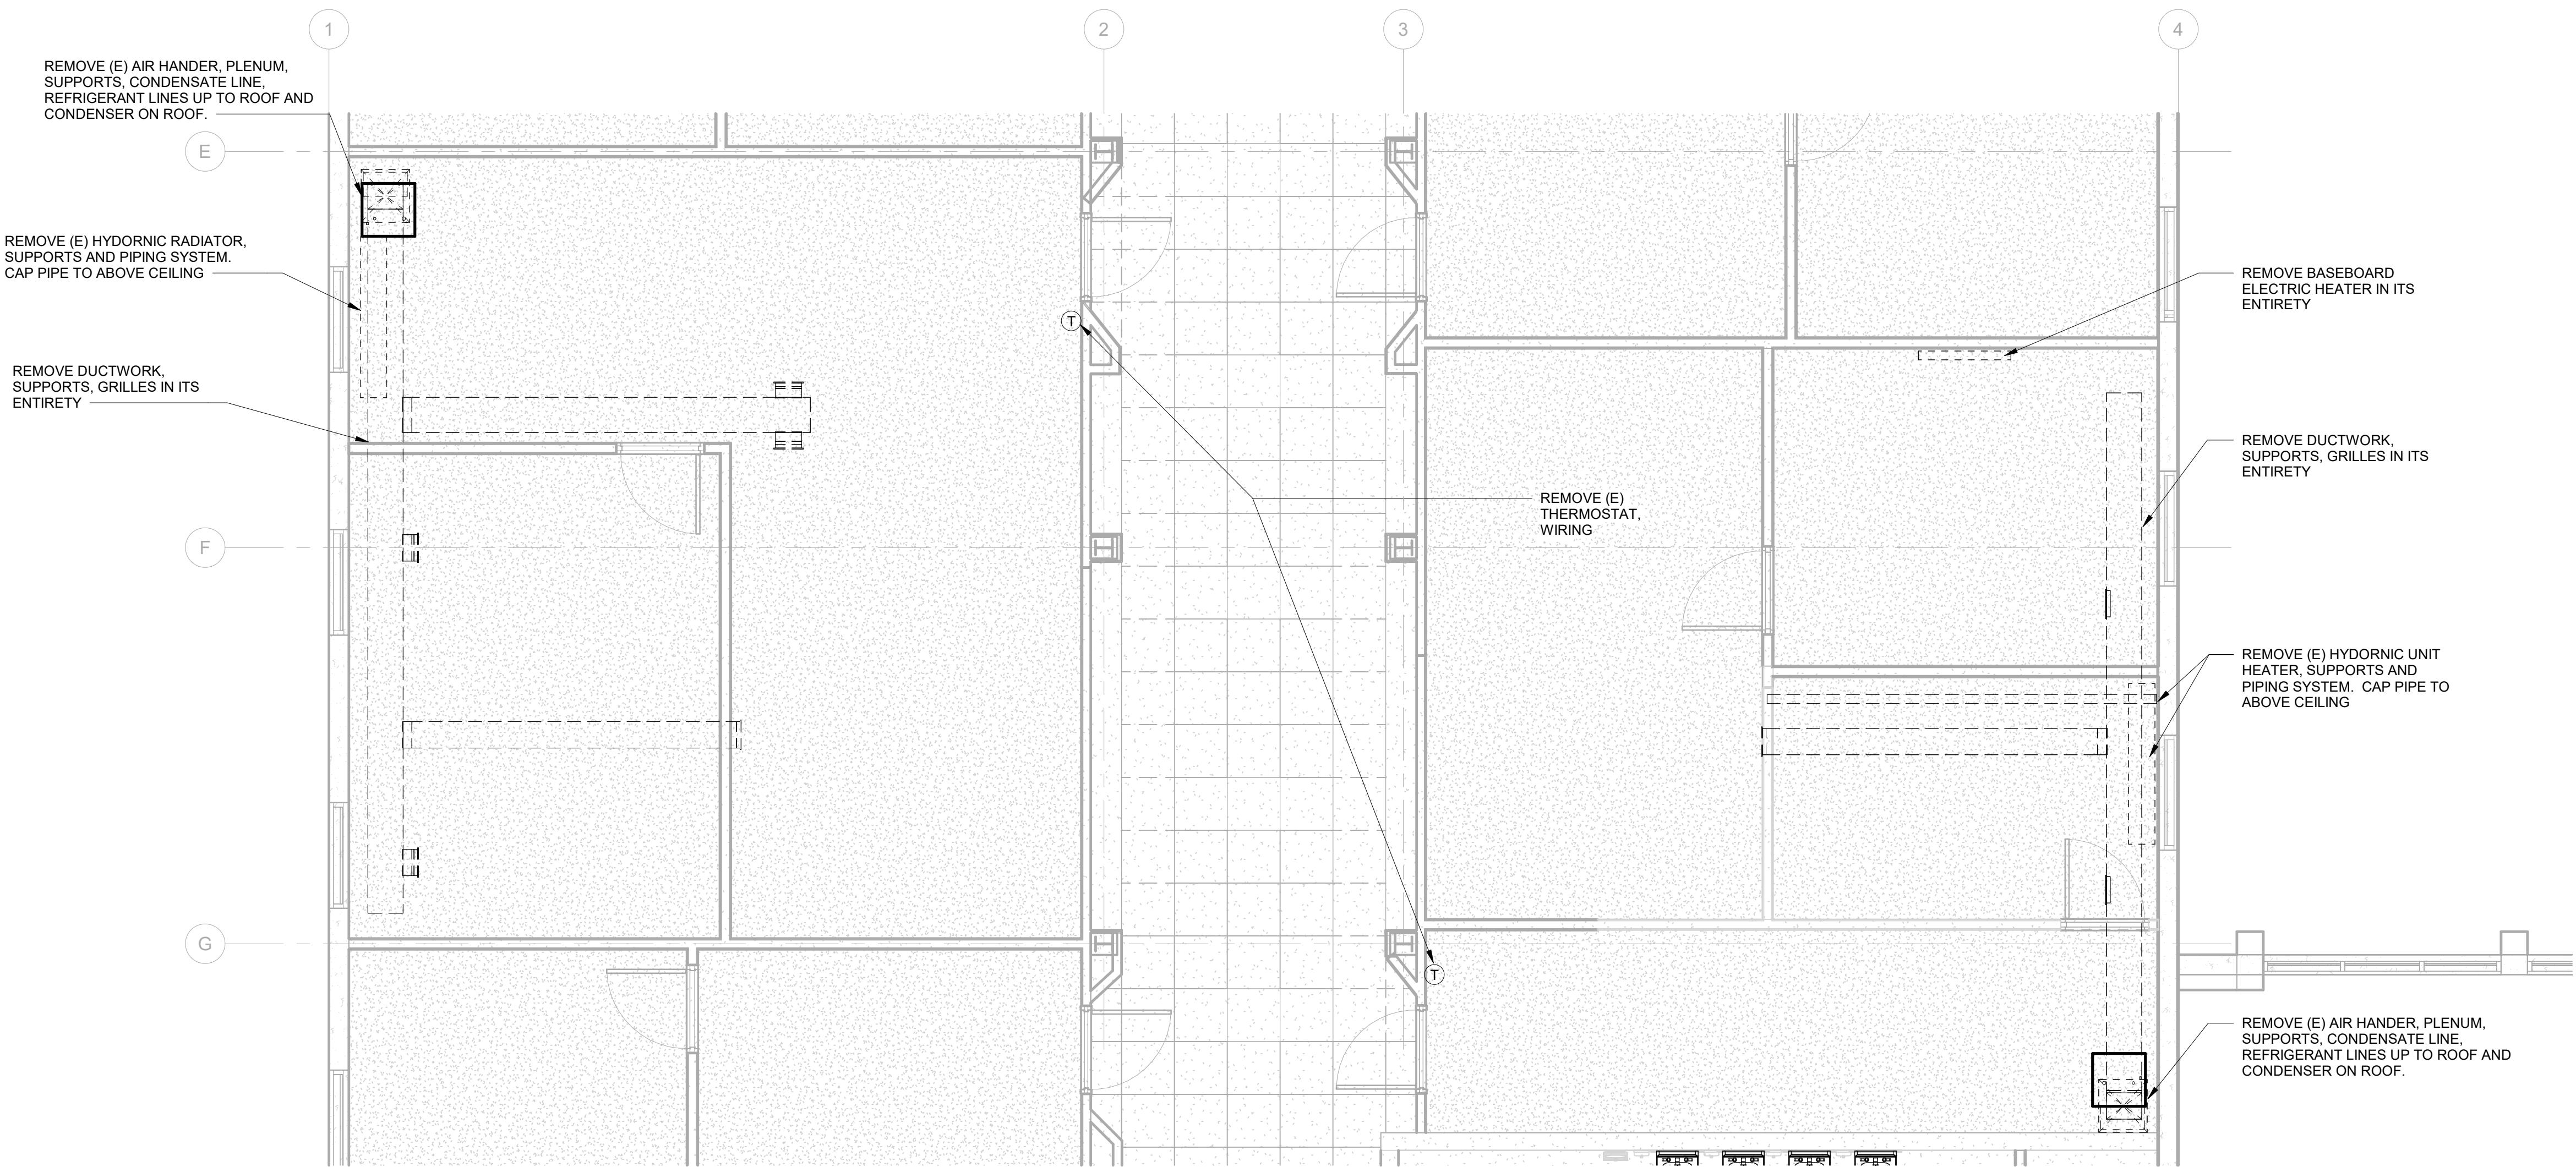 1
2
3
4
REMOVE (E) AIR HANDER, PLENUM,
SUPPORTS, CONDENSATE LINE,
REFRIGERANT LINES UP TO ROOF AND
CONDENSER ON ROOF.
E
REMOVE (E) HYDORNIC RADIATOR,
SUPPORTS AND PIPING SYSTEM.
CAP PIPE TO ABOVE CEILING
REMOVE BASEBOARD
ELECTRIC HEATER IN ITS
ENTIRETY
T
REMOVE DUCTWORK,
SUPPORTS, GRILLES IN ITS
ENTIRETY
REMOVE DUCTWORK,
SUPPORTS, GRILLES IN ITS
ENTIRETY
REMOVE (E)
THERMOSTAT,
WIRING
F
REMOVE (E) HYDORNIC UNIT
HEATER, SUPPORTS AND
PIPING SYSTEM. CAP PIPE TO
ABOVE CEILING
G
T
REMOVE (E) AIR HANDER, PLENUM,
SUPPORTS, CONDENSATE LINE,
REFRIGERANT LINES UP TO ROOF AND
CONDENSER ON ROOF.